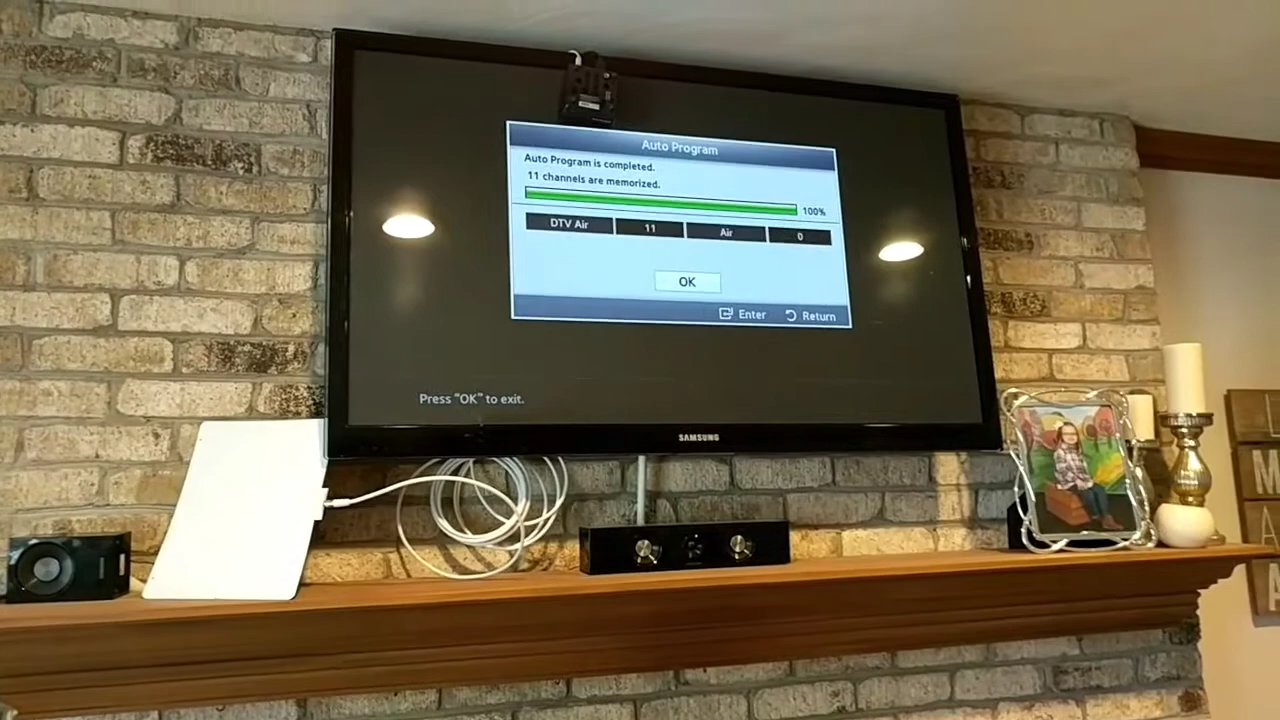 Auto Program
Auto Program is completed.
11 channels are memorized.
100%
DTV Air 11 Air 0
OK
Enter Return
Press "OK" to exit.
SAMSUNG
M
A